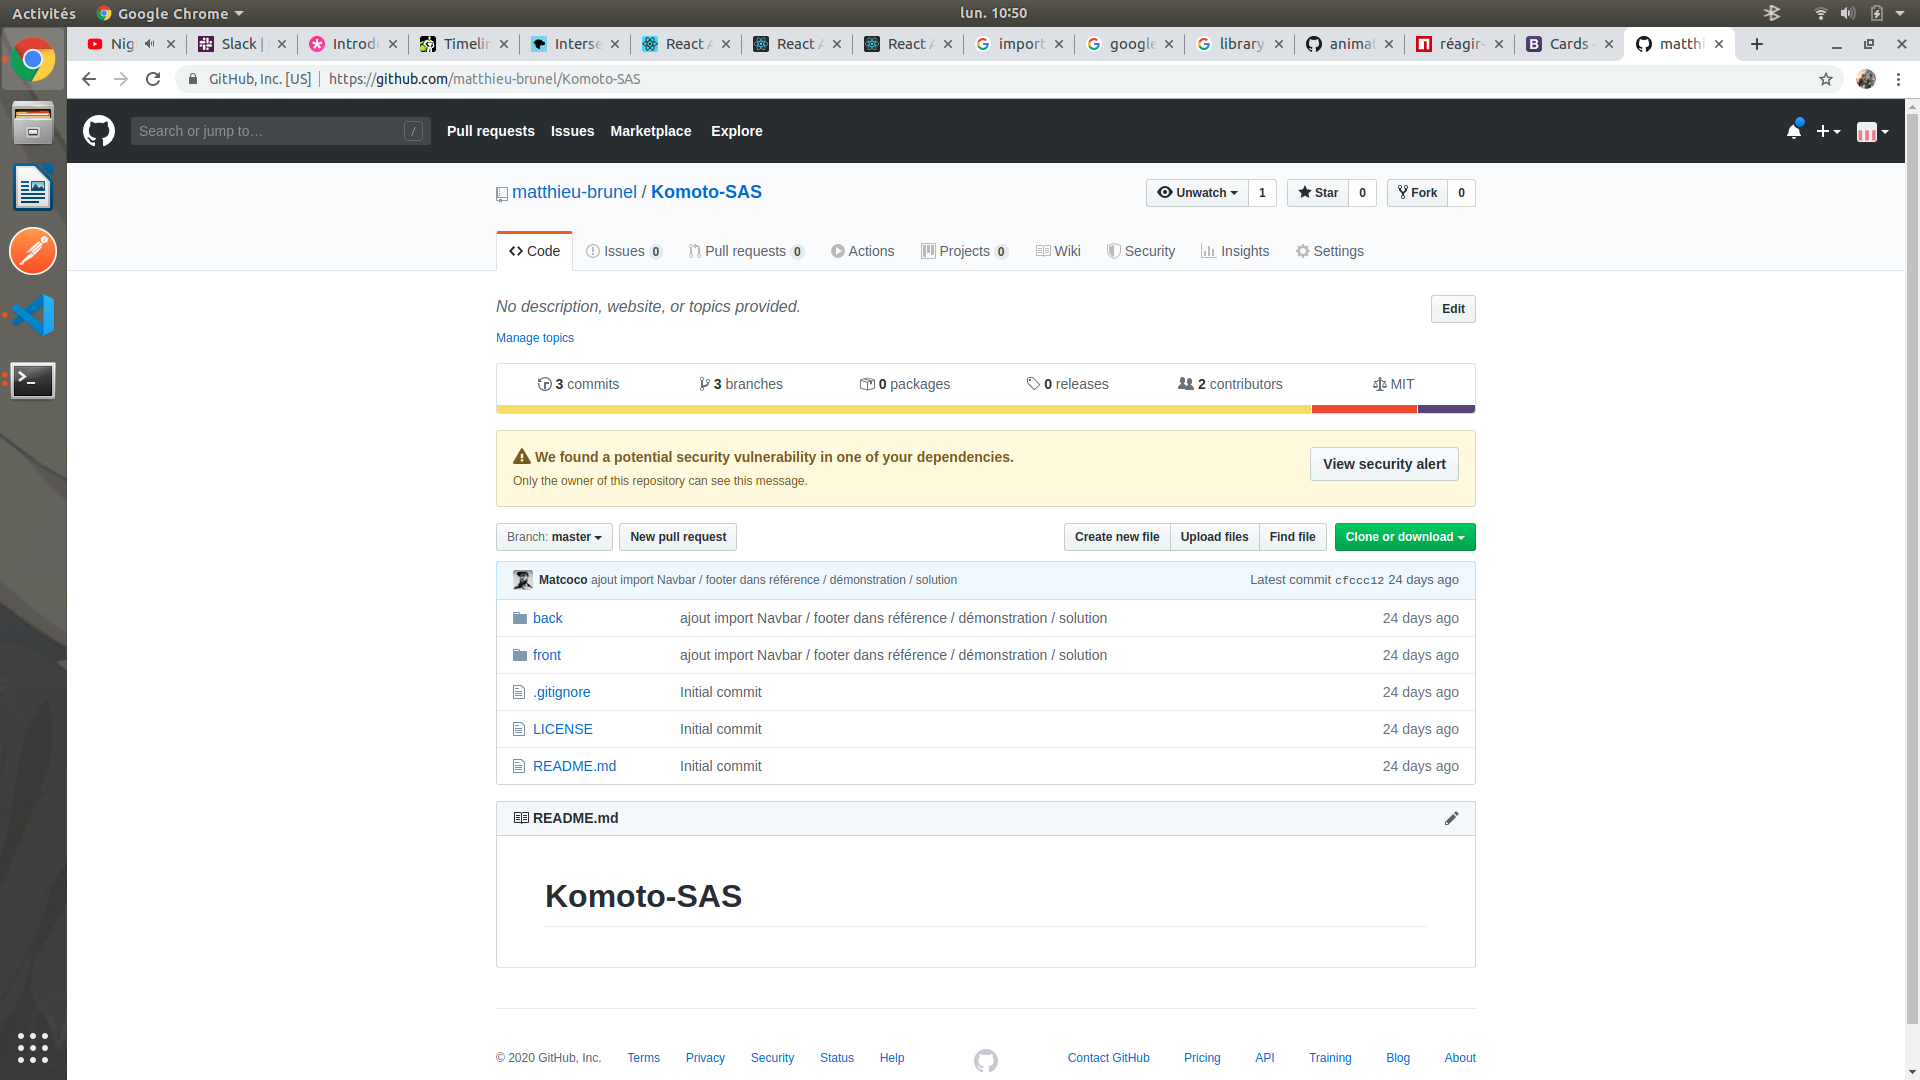 Activités Google Chrome lun. 10:50
Nig Slack | Introd Timelin Interse React A React A React A import google library animat réagir- Cards - matthi
GitHub, Inc. [US] https://github.com/matthieu-brunel/Komoto-SAS
Search or jump to… / Pull requests Issues Marketplace Explore
matthieu-brunel / Komoto-SAS Unwatch 1 Star 0 Fork 0
Code Issues 0 Pull requests 0 Actions Projects 0 Wiki Security Insights Settings
No description, website, or topics provided. Edit
Manage topics
3 commits 3 branches 0 packages 0 releases 2 contributors MIT
We found a potential security vulnerability in one of your dependencies.
Only the owner of this repository can see this message.
View security alert
Branch: master New pull request Create new file Upload files Find file Clone or download
Matcoco ajout import Navbar / footer dans référence / démonstration / solution Latest commit cfccc12 24 days ago
back ajout import Navbar / footer dans référence / démonstration / solution 24 days ago
front ajout import Navbar / footer dans référence / démonstration / solution 24 days ago
.gitignore Initial commit 24 days ago
LICENSE Initial commit 24 days ago
README.md Initial commit 24 days ago
README.md
Komoto-SAS
© 2020 GitHub, Inc. Terms Privacy Security Status Help Contact GitHub Pricing API Training Blog About